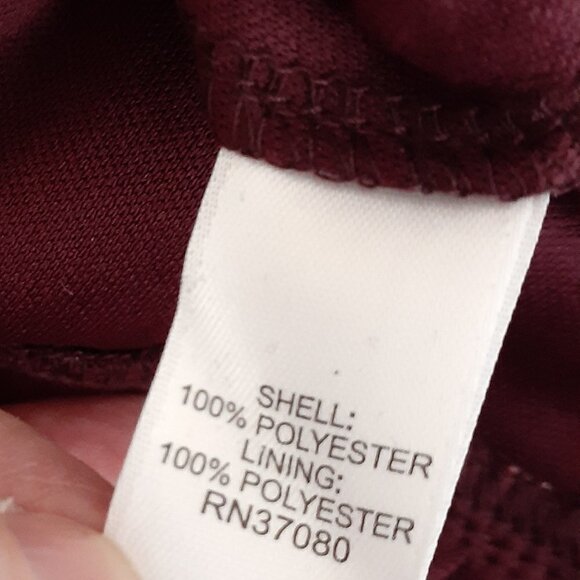 SHELL:
100% POLYESTER
LiNING:
100% POLYESTER
RN37080